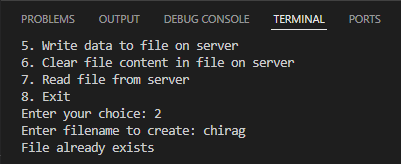 PROBLEMS OUTPUT DEBUG CONSOLE TERMINAL PORTS
5. Write data to file on server
6. Clear file content in file on server
7. Read file from server
8. Exit
Enter your choice: 2
Enter filename to create: chirag
File already exists